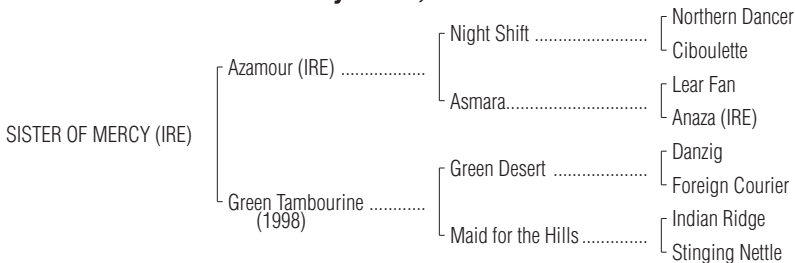 Northern Dancer
Night Shift ........................
Ciboulette
Azamour (IRE) ..................
Lear Fan
Asmara..............................
Anaza (IRE)
SISTER OF MERCY (IRE)
Danzig
Green Desert ....................
Foreign Courier
Green Tambourine ............
(1998)
Indian Ridge
Maid for the Hills..............
Stinging Nettle